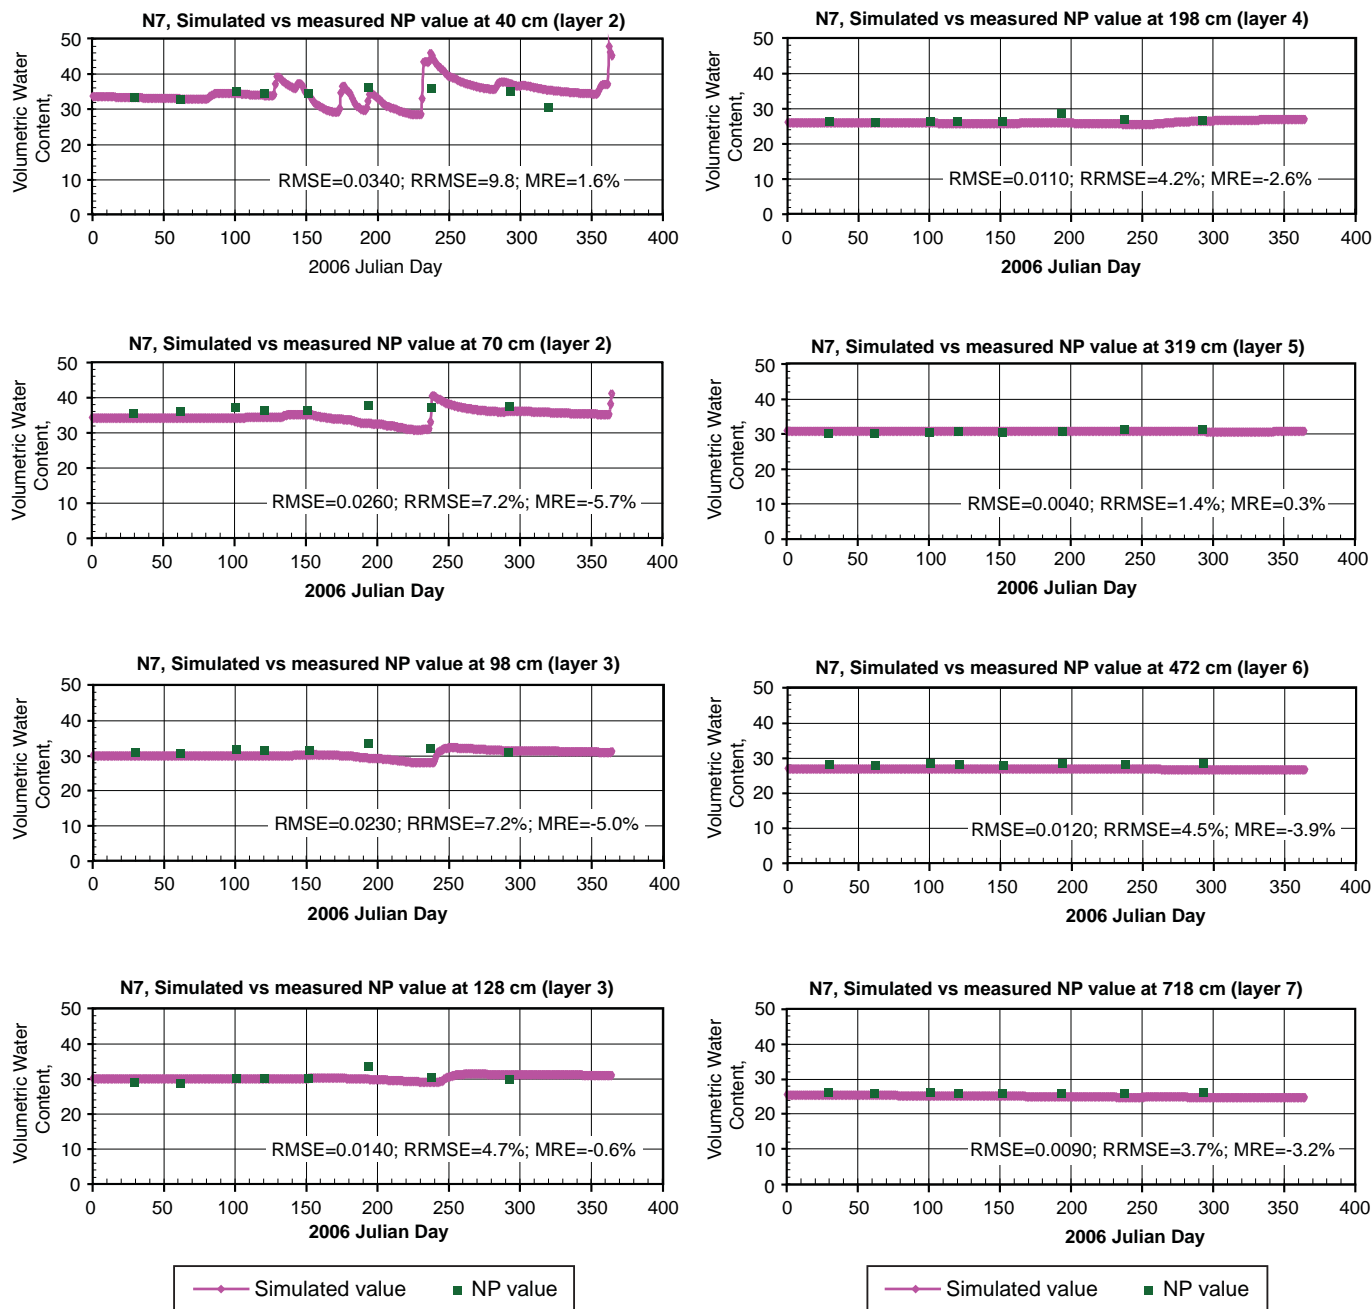 N7, Simulated vs measured NP value at 40 cm (layer 2)
Volumetric Water
Content,
50
40
30
20
10
0
RMSE=0.0340; RRMSE=9.8; MRE=1.6%
0 50 100 150 200 250 300 350 400
2006 Julian Day
N7, Simulated vs measured NP value at 70 cm (layer 2)
Volumetric Water
Content,
50
40
30
20
10
0
RMSE=0.0260; RRMSE=7.2%; MRE=-5.7%
0 50 100 150 200 250 300 350 400
2006 Julian Day
N7, Simulated vs measured NP value at 98 cm (layer 3)
Volumetric Water
Content,
50
40
30
20
10
0
RMSE=0.0230; RRMSE=7.2%; MRE=-5.0%
0 50 100 150 200 250 300 350 400
2006 Julian Day
N7, Simulated vs measured NP value at 128 cm (layer 3)
Volumetric Water
Content,
50
40
30
20
10
0
RMSE=0.0140; RRMSE=4.7%; MRE=-0.6%
0 50 100 150 200 250 300 350 400
2006 Julian Day
Simulated value NP value
N7, Simulated vs measured NP value at 198 cm (layer 4)
Volumetric Water
Content,
50
40
30
20
10
0
RMSE=0.0110; RRMSE=4.2%; MRE=-2.6%
0 50 100 150 200 250 300 350 400
2006 Julian Day
N7, Simulated vs measured NP value at 319 cm (layer 5)
Volumetric Water
Content,
50
40
30
20
10
0
RMSE=0.0040; RRMSE=1.4%; MRE=0.3%
0 50 100 150 200 250 300 350 400
2006 Julian Day
N7, Simulated vs measured NP value at 472 cm (layer 6)
Volumetric Water
Content,
50
40
30
20
10
0
RMSE=0.0120; RRMSE=4.5%; MRE=-3.9%
0 50 100 150 200 250 300 350 400
2006 Julian Day
N7, Simulated vs measured NP value at 718 cm (layer 7)
Volumetric Water
Content,
50
40
30
20
10
0
RMSE=0.0090; RRMSE=3.7%; MRE=-3.2%
0 50 100 150 200 250 300 350 400
2006 Julian Day
Simulated value NP value